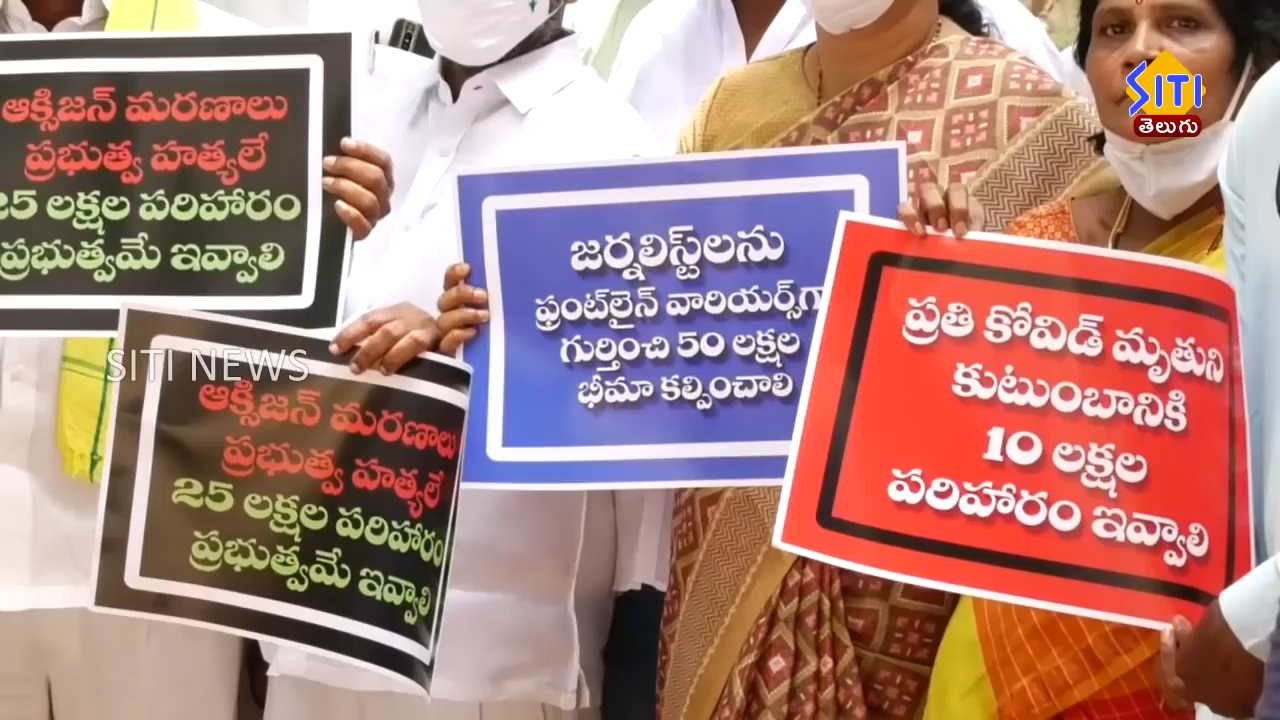 ఆక్సిజన్ మరణాలు
ప్రభుత్వ హత్యలే
25 లక్షల పరిహారం
ప్రభుత్వమే ఇవ్వాలి
SITI NEWS
ఆక్సిజన్ మరణాలు
ప్రభుత్వ హత్యలే
25 లక్షల పరిహారం
ప్రభుత్వమే ఇవ్వాలి
జర్నలిస్ట్‌లను
ఫ్రంట్‌లైన్ వారియర్స్‌గా
గుర్తించి 50 లక్షల
భీమా కల్పించాలి
ప్రతి కోవిడ్ మృతుని
కుటుంబానికి
10 లక్షల
పరిహారం ఇవ్వాలి
SITI
తెలుగు